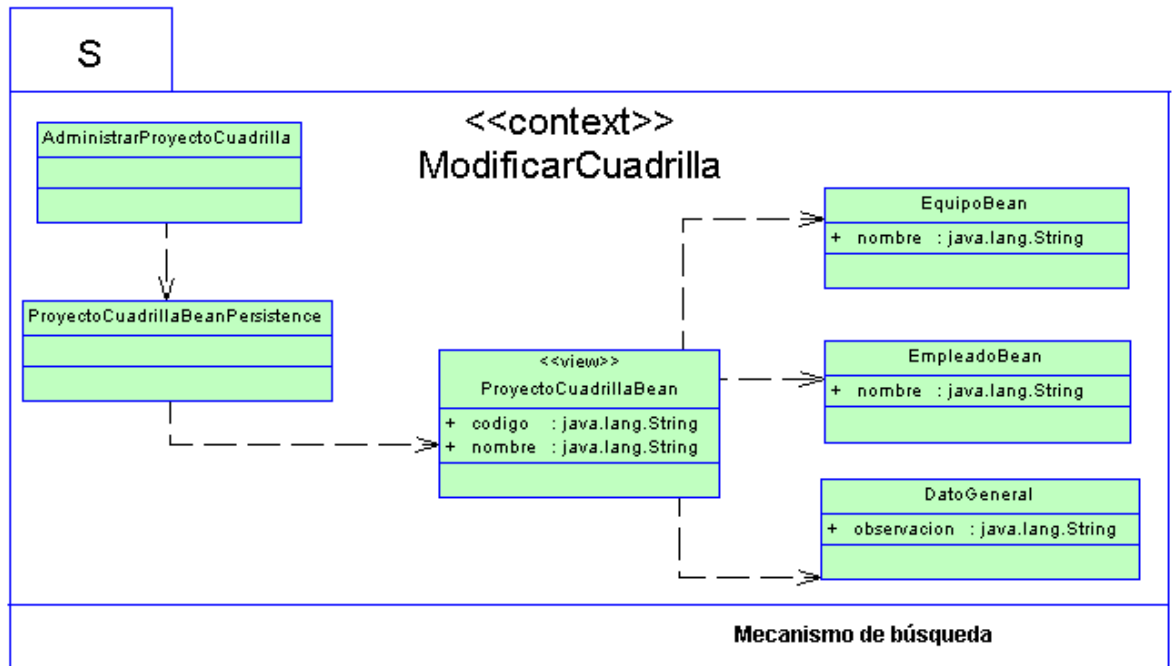 S
<<context>>
ModificarCuadrilla
AdministrarProyectoCuadrilla
ProyectoCuadrillaBeanPersistence
<<view>>
ProyectoCuadrillaBean
+ codigo : java.lang.String
+ nombre : java.lang.String
EquipoBean
+ nombre : java.lang.String
EmpleadoBean
+ nombre : java.lang.String
DatoGeneral
+ observacion : java.lang.String
Mecanismo de búsqueda